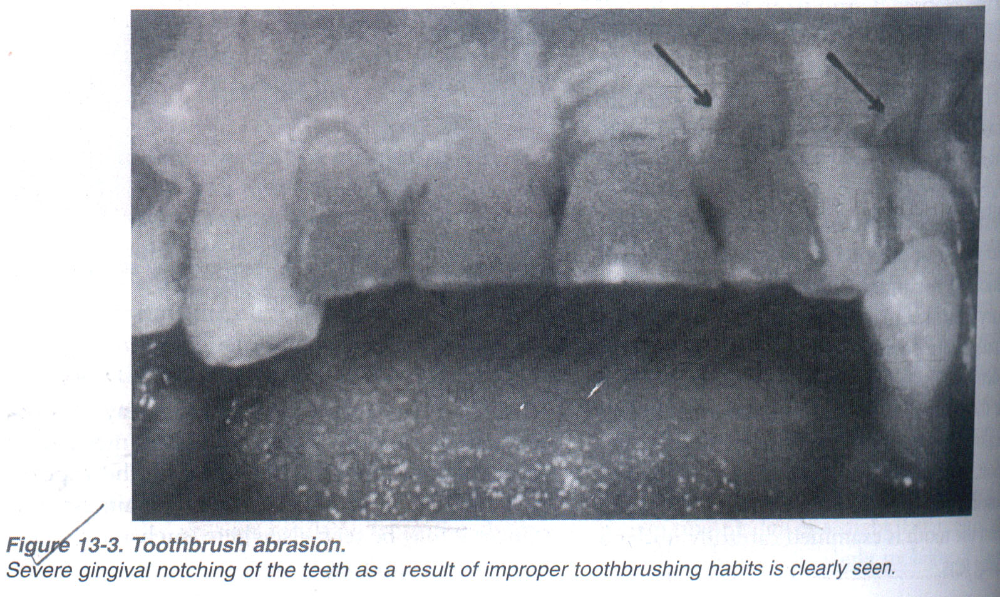 Figure 13-3. Toothbrush abrasion.
Severe gingival notching of the teeth as a result of improper toothbrushing habits is clearly seen.